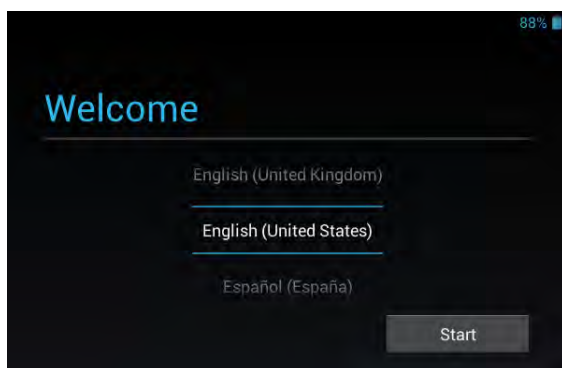 88%
Welcome
English (United Kingdom)
English (United States)
Español (España)
Start